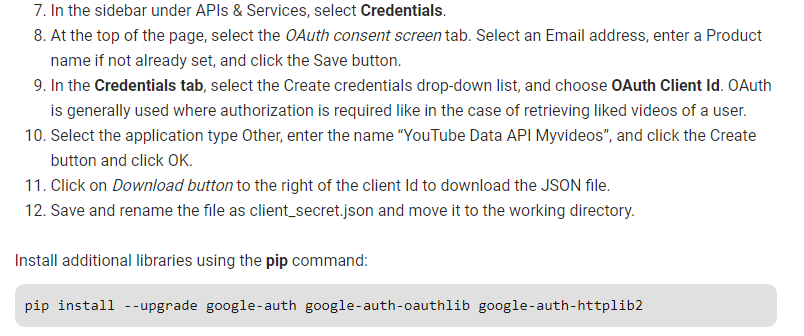 7. In the sidebar under APIs & Services, select Credentials.
8. At the top of the page, select the OAuth consent screen tab. Select an Email address, enter a Product
name if not already set, and click the Save button.
9. In the Credentials tab, select the Create credentials drop-down list, and choose OAuth Client Id. OAuth
is generally used where authorization is required like in the case of retrieving liked videos of a user.
10. Select the application type Other, enter the name “YouTube Data API Myvideos”, and click the Create
button and click OK.
11. Click on Download button to the right of the client Id to download the JSON file.
12. Save and rename the file as client_secret.json and move it to the working directory.
Install additional libraries using the pip command:
pip install --upgrade google-auth google-auth-oauthlib google-auth-httplib2